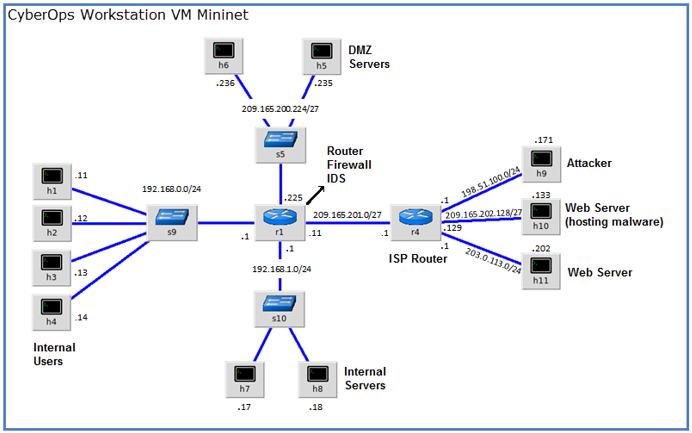 CyberOps Workstation VM Mininet
h6
h5
DMZ
Servers
.236
.235
209.165.200.224/27
s5
Router
Firewall
IDS
.171
h9
Attacker
h1
.11
192.168.0.0/24
.225
198.51.100.0/24
h2
.12
s9
.1
r1
.11
209.165.201.0/27
.1
r4
.1
209.165.202.128/27
.129
.133
h10
Web Server
(hosting malware)
h3
.13
.1
192.168.1.0/24
ISP Router
.1
203.0.113.0/24
.202
h11
Web Server
h4
.14
s10
Internal
Users
h7
h8
Internal
Servers
.17
.18